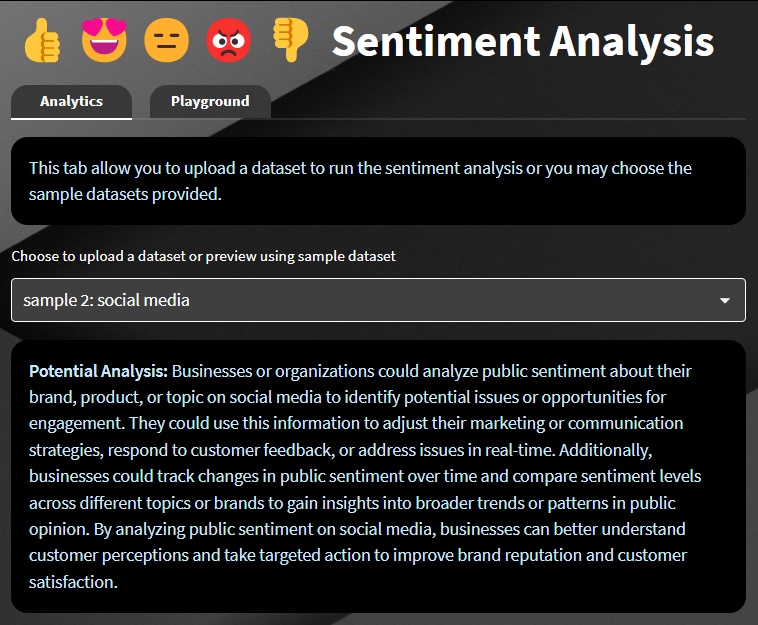 Sentiment Analysis
Analytics
Playground
This tab allow you to upload a dataset to run the sentiment analysis or you may choose the
sample datasets provided.
Choose to upload a dataset or preview using sample dataset
sample 2: social media
Potential Analysis: Businesses or organizations could analyze public sentiment about their
brand, product, or topic on social media to identify potential issues or opportunities for
engagement. They could use this information to adjust their marketing or communication
strategies, respond to customer feedback, or address issues in real-time. Additionally,
businesses could track changes in public sentiment over time and compare sentiment levels
across different topics or brands to gain insights into broader trends or patterns in public
opinion. By analyzing public sentiment on social media, businesses can better understand
customer perceptions and take targeted action to improve brand reputation and customer
satisfaction.